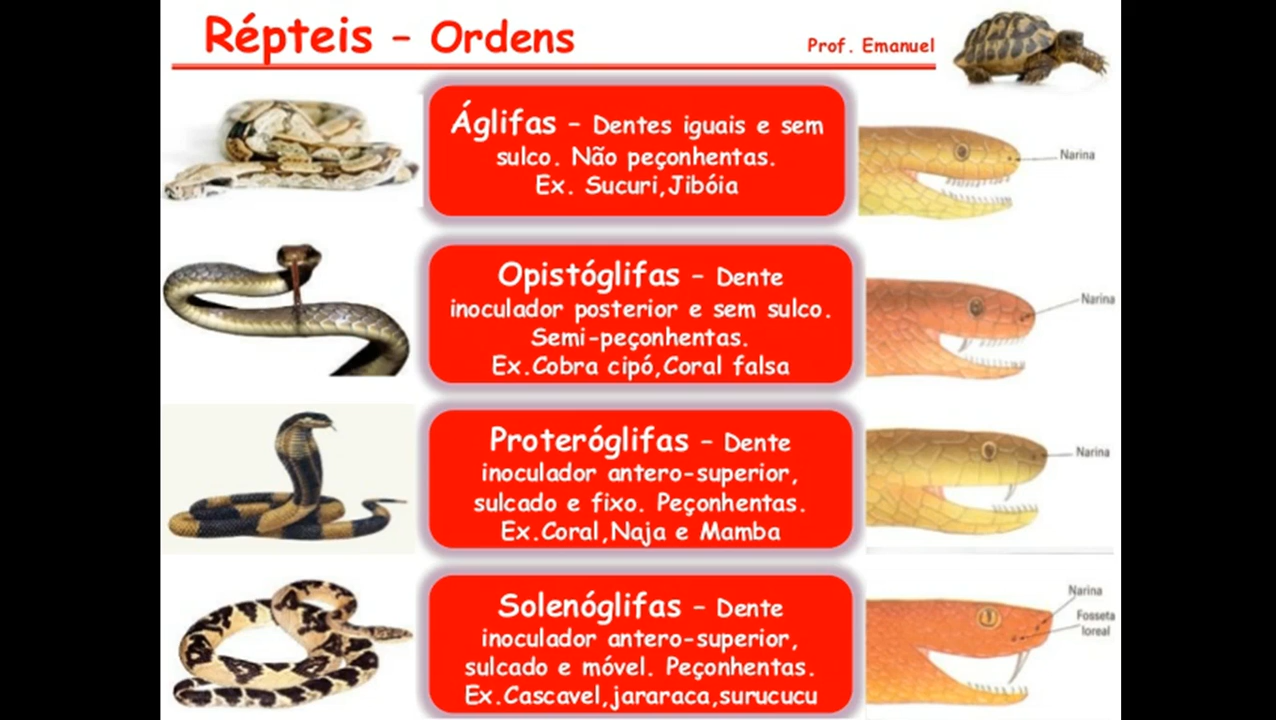 Répteis – Ordens
Prof. Emanuel
Áglifas – Dentes iguais e sem
sulco. Não peçonhentas.
Ex. Sucuri,Jibóia
Narina
Opistóglifas – Dente
inoculador posterior e sem sulco.
Semi-peçonhentas.
Ex.Cobra cipó,Coral falsa
Narina
Proteróglifas – Dente
inoculador antero-superior,
sulcado e fixo. Peçonhentas.
Ex.Coral,Naja e Mamba
Narina
Solenóglifas – Dente
inoculador antero-superior,
sulcado e móvel. Peçonhentas.
Ex.Cascavel,jararaca,surucucu
Narina
Fosseta
loreal